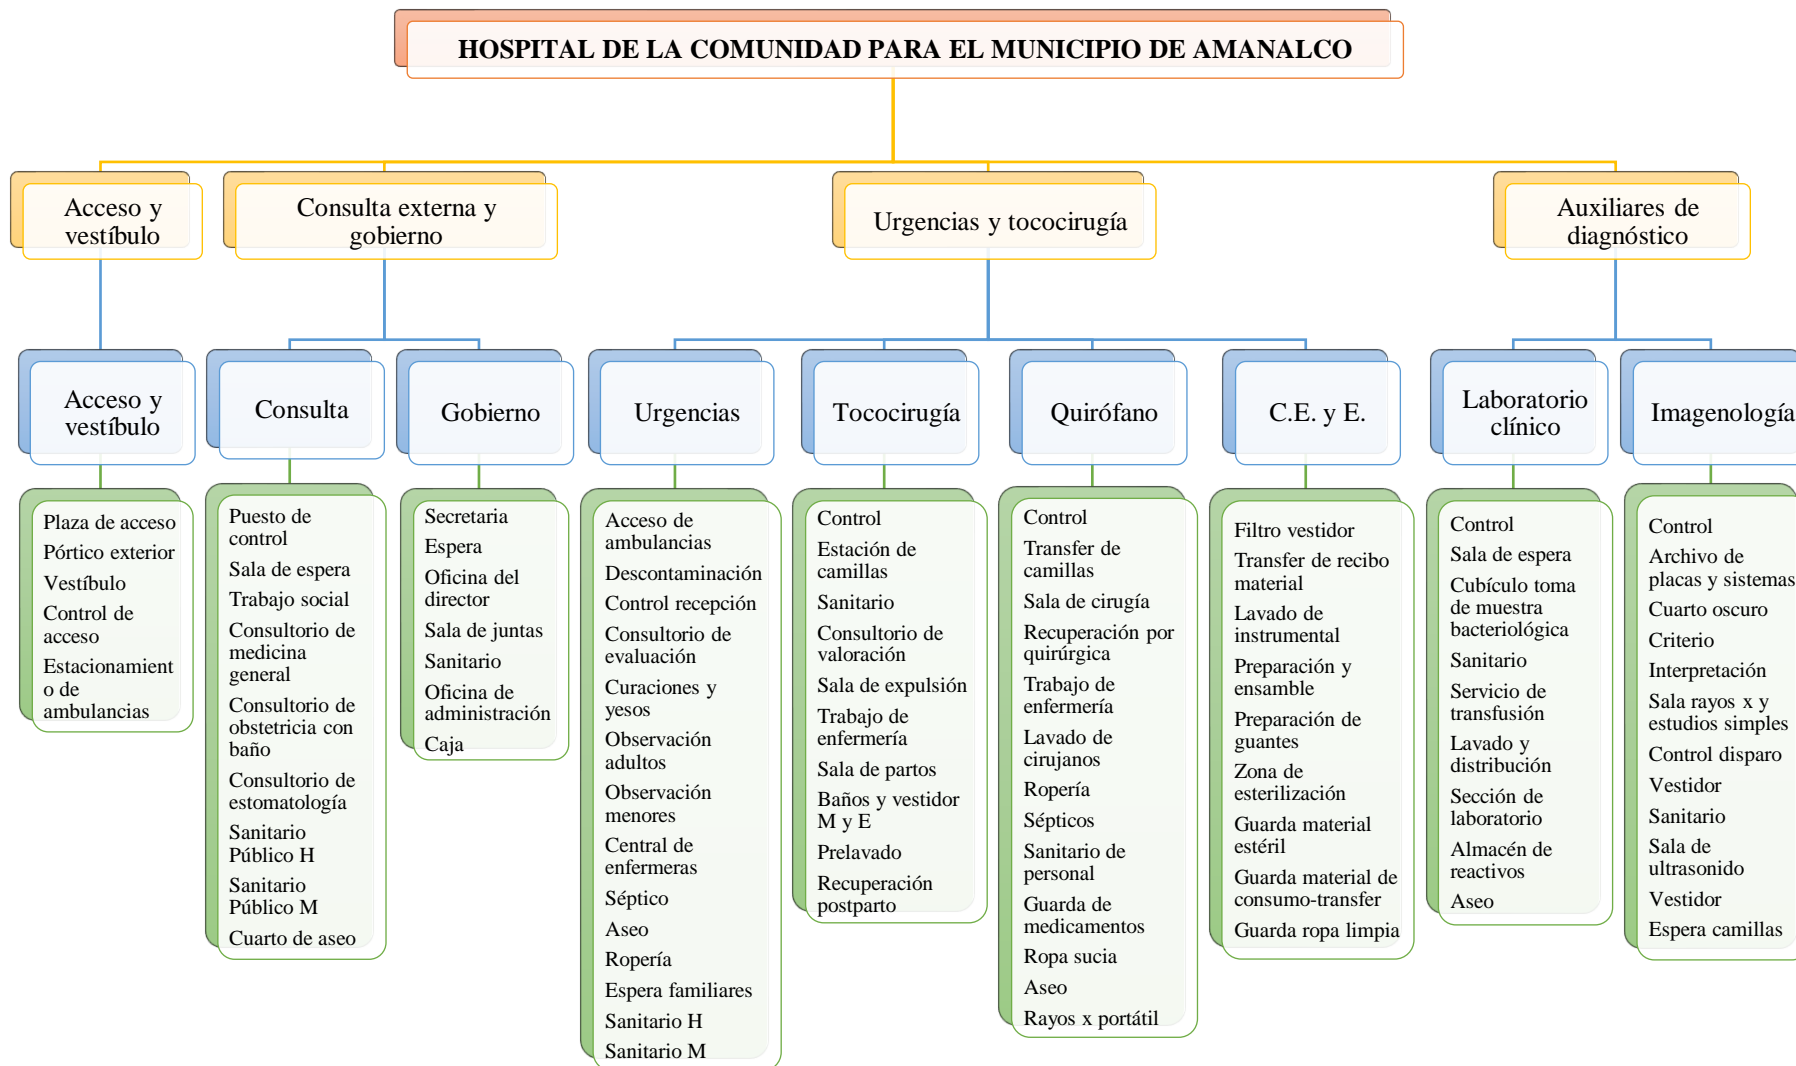 HOSPITAL DE LA COMUNIDAD PARA EL MUNICIPIO DE AMANALCO
Acceso y
vestíbulo
Consulta externa y
gobierno
Urgencias y tococirugía
Auxiliares de
diagnóstico
Acceso y
vestíbulo
Consulta
Gobierno
Urgencias
Tococirugía
Quirófano
C.E. y E.
Laboratorio
clínico
Imagenología
Plaza de acceso
Pórtico exterior
Vestíbulo
Control de
acceso
Estacionamient
o de
ambulancias
Puesto de
control
Sala de espera
Trabajo social
Consultorio de
medicina
general
Consultorio de
obstetricia con
baño
Consultorio de
estomatología
Sanitario
Público H
Sanitario
Público M
Cuarto de aseo
Secretaria
Espera
Oficina del
director
Sala de juntas
Sanitario
Oficina de
administración
Caja
Acceso de
ambulancias
Descontaminación
Control recepción
Consultorio de
evaluación
Curaciones y
yesos
Observación
adultos
Observación
menores
Central de
enfermeras
Séptico
Aseo
Ropería
Espera familiares
Sanitario H
Sanitario M
Control
Estación de
camillas
Sanitario
Consultorio de
valoración
Sala de expulsión
Trabajo de
enfermería
Sala de partos
Baños y vestidor
M y E
Prelavado
Recuperación
postparto
Control
Transfer de
camillas
Sala de cirugía
Recuperación por
quirúrgica
Trabajo de
enfermería
Lavado de
cirujanos
Ropería
Sépticos
Sanitario de
personal
Guarda de
medicamentos
Ropa sucia
Aseo
Rayos x portátil
Filtro vestidor
Transfer de recibo
material
Lavado de
instrumental
Preparación y
ensamble
Preparación de
guantes
Zona de
esterilización
Guarda material
estéril
Guarda material de
consumo-transfer
Guarda ropa limpia
Control
Sala de espera
Cubículo toma
de muestra
bacteriológica
Sanitario
Servicio de
transfusión
Lavado y
distribución
Sección de
laboratorio
Almacén de
reactivos
Aseo
Control
Archivo de
placas y sistemas
Cuarto oscuro
Criterio
Interpretación
Sala rayos x y
estudios simples
Control disparo
Vestidor
Sanitario
Sala de
ultrasonido
Vestidor
Espera camillas